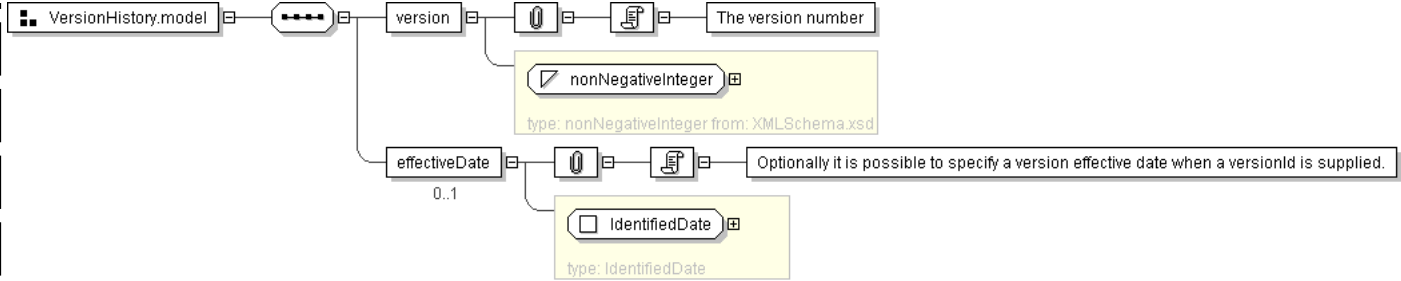 VersionHistory.model
version
The version number
nonNegativeInteger
type: nonNegativeInteger from: XMLSchema.xsd
effectiveDate
Optionally it is possible to specify a version effective date when a versionId is supplied.
0..1
IdentifiedDate
type: IdentifiedDate